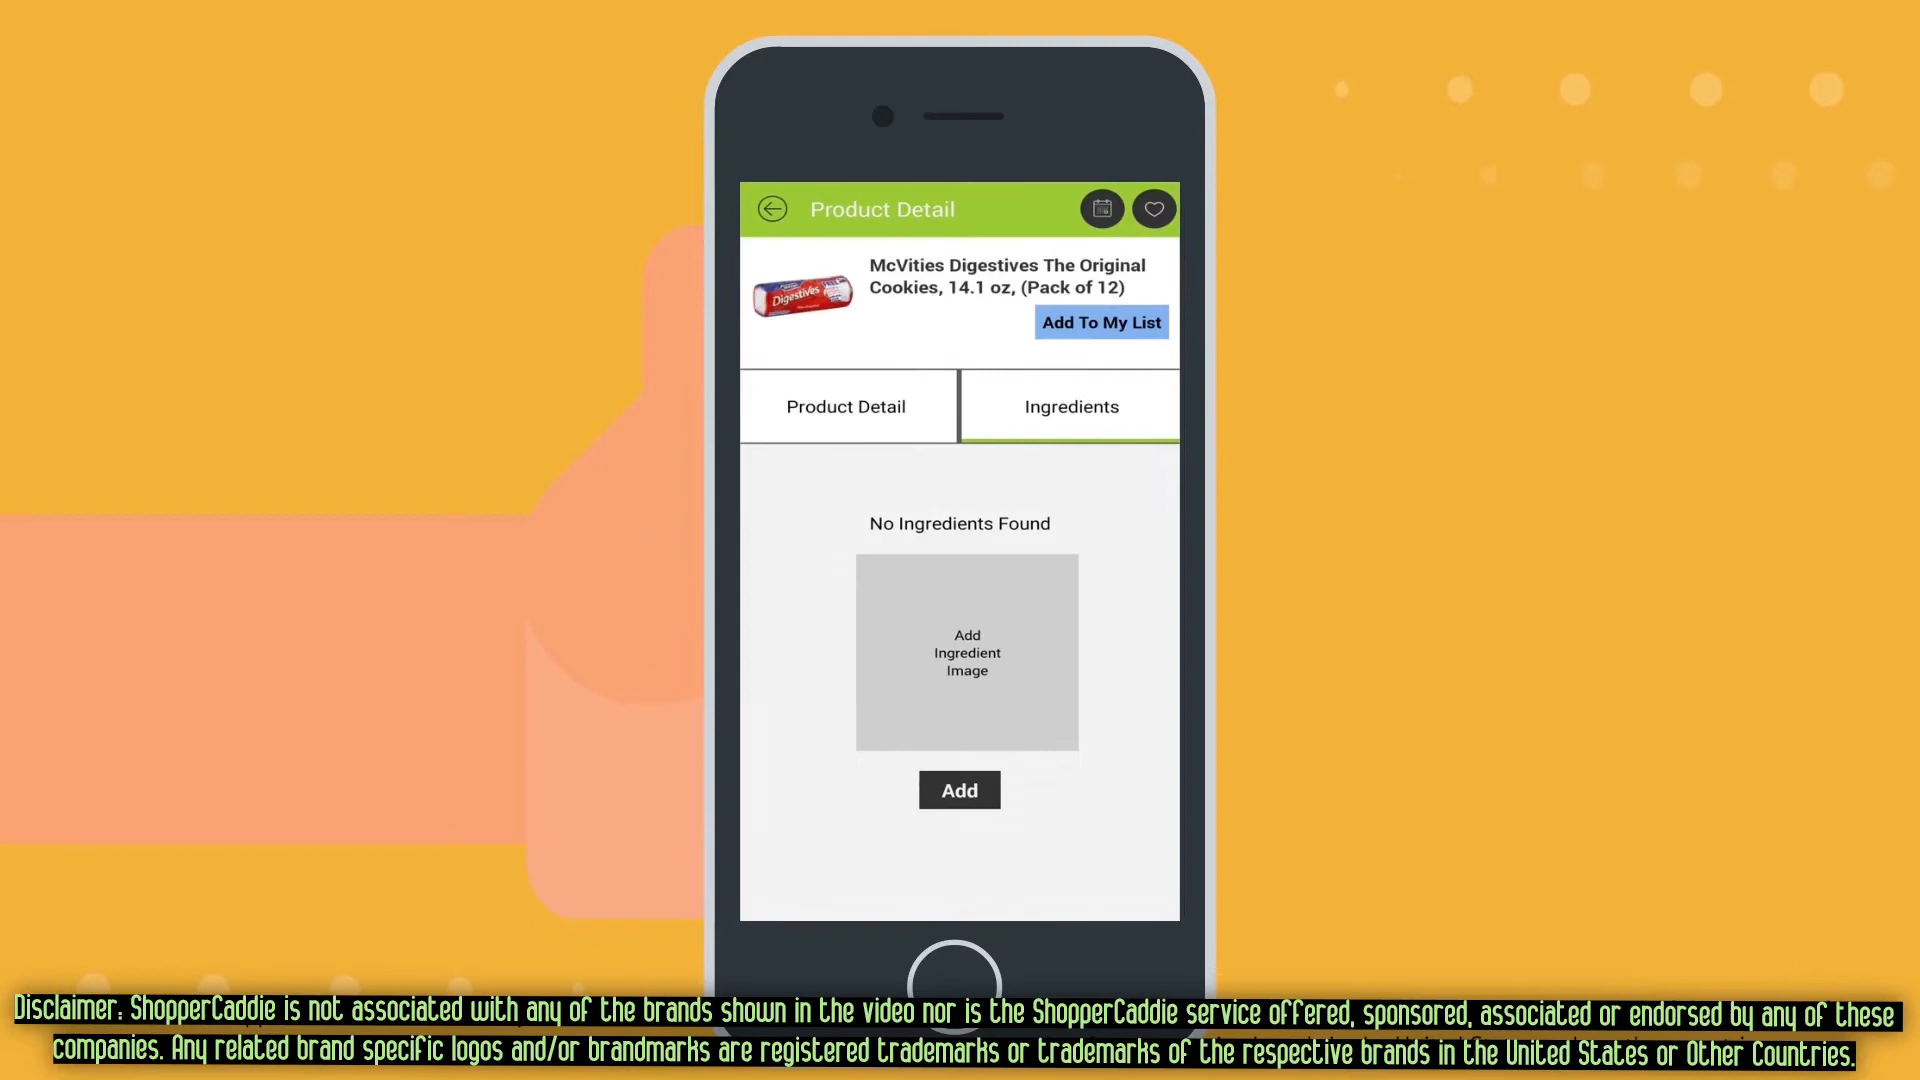 Product Detail
McVities Digestives The Original
Cookies, 14.1 oz, (Pack of 12)
Digestives
Add To My List
Product Detail
Ingredients
No Ingredients Found
Add
Ingredient
Image
Add
Disclaimer: ShopperCaddie is not associated with any of the brands shown in the video nor is the ShopperCaddie service offered, sponsored, associated or endorsed by any of these
companies. Any related brand specific logos and/or brandmarks are registered trademarks or trademarks of the respective brands in the United States or Other Countries.